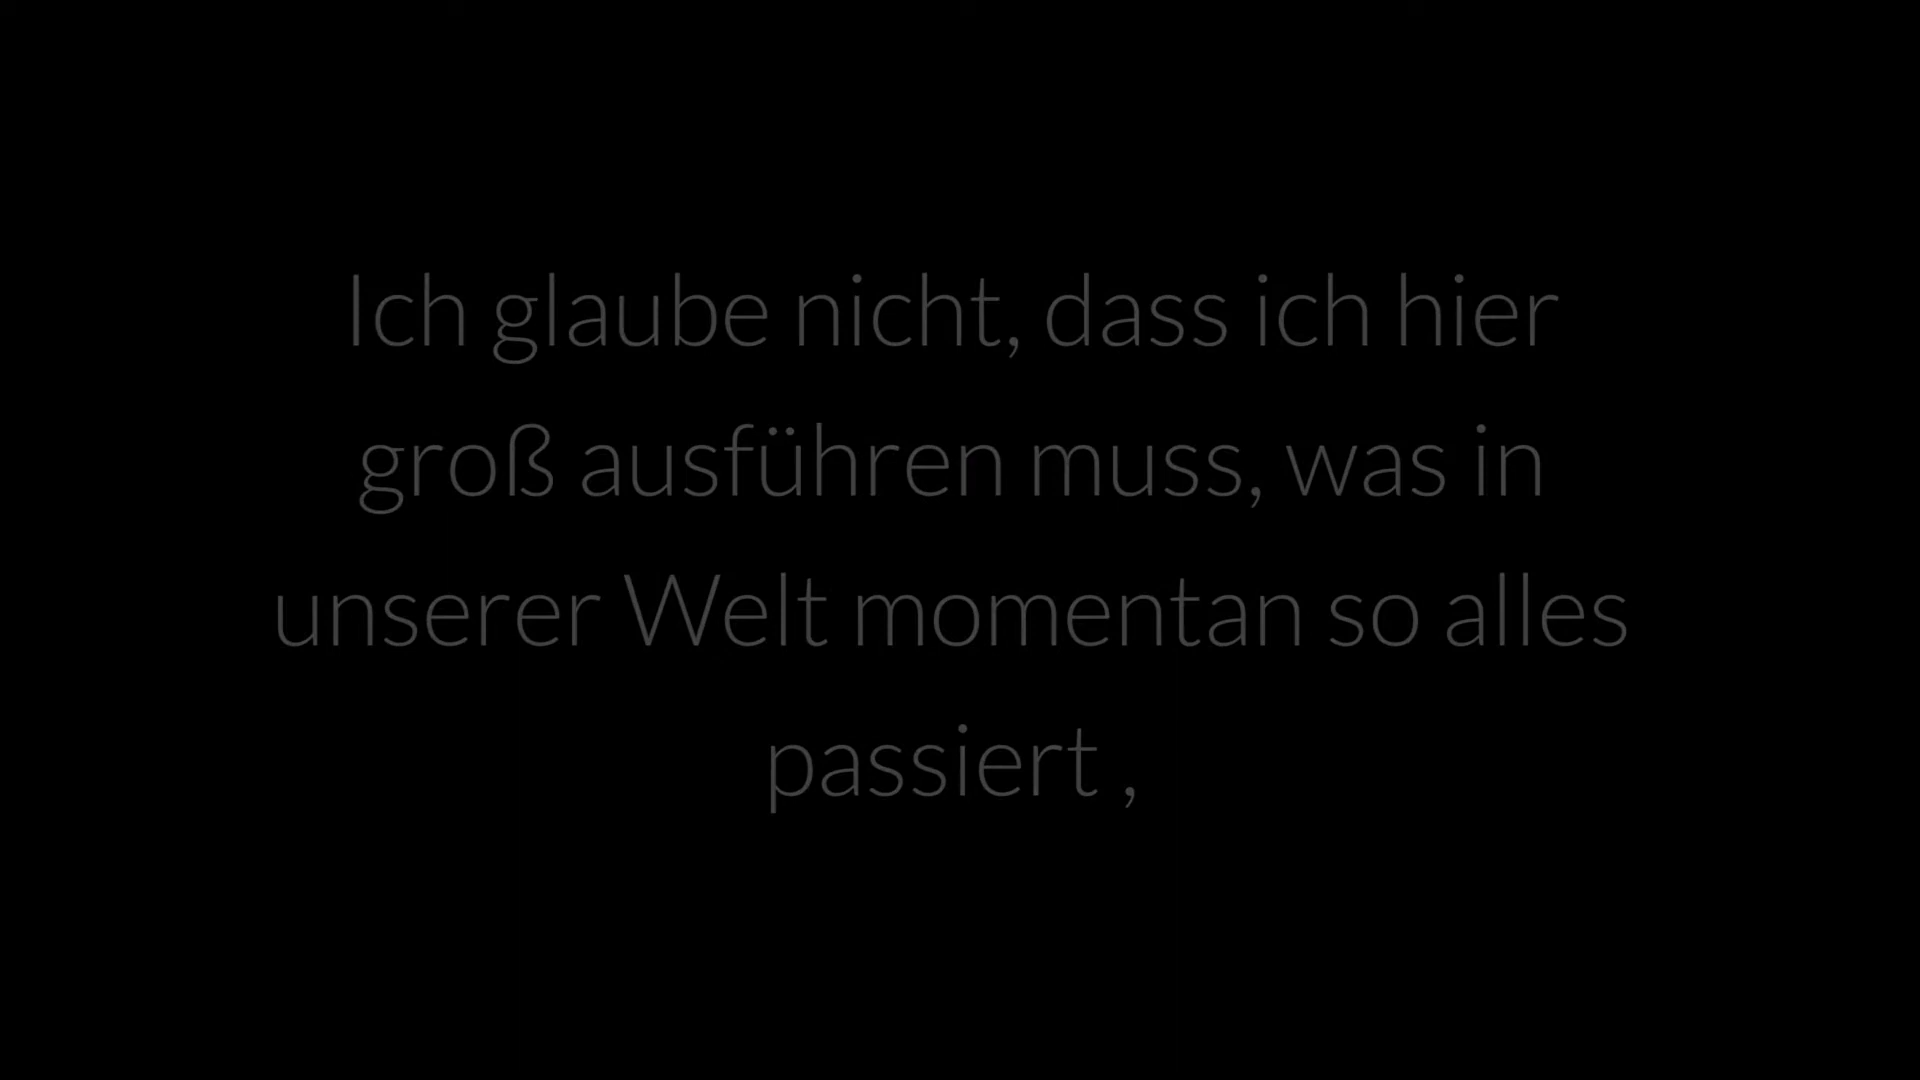 Ich glaube nicht, dass ich hier
groß ausführen muss, was in
unserer Welt momentan so alles
passiert ,